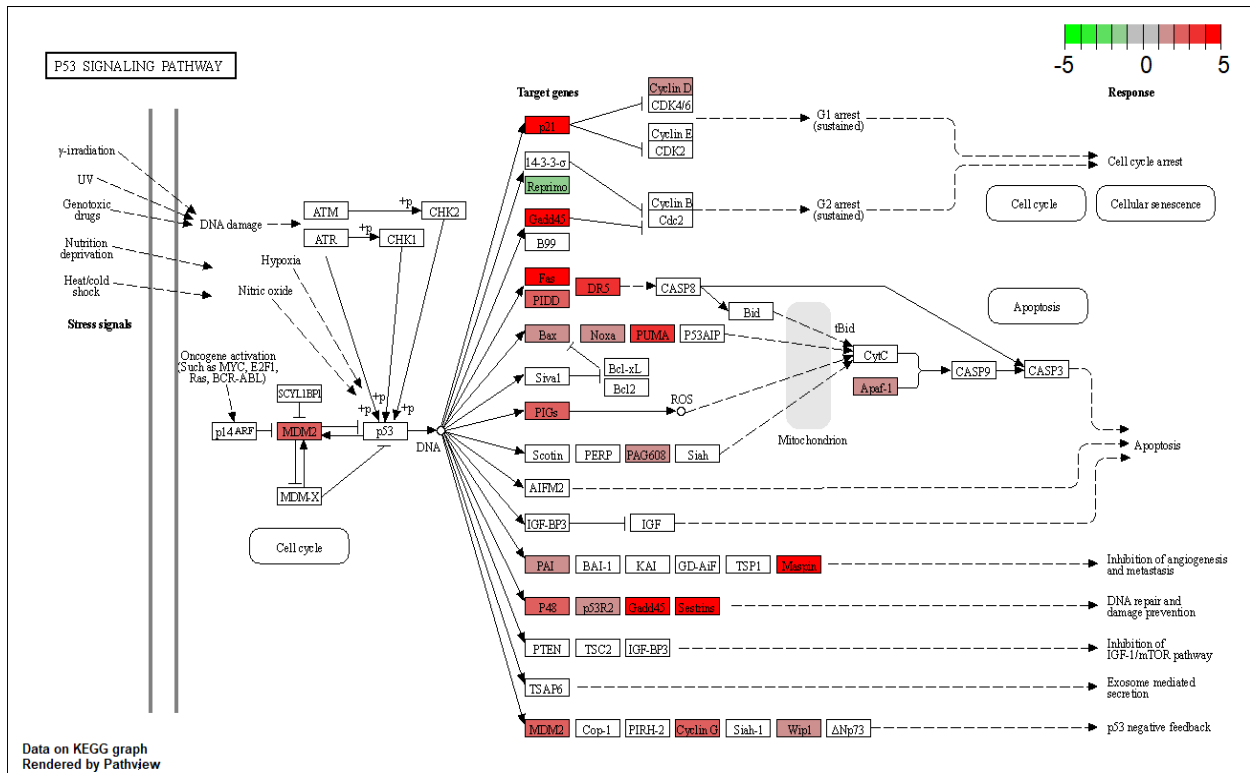 P53 SIGNALING PATHWAY
-5 0 5
Target genes
Response
Cyclin D
CDK4/6
p21
Cyclin E
CDK2
G1 arrest
(sustained)
γ-irradiation
UV
Genotoxic
drugs
Nutrition
deprivation
Heat/cold
shock
Stress signals
DNA damage
ATM
+p
CHK2
ATR
+p
CHK1
Hypoxia
Nitric oxide
14-3-3-σ
Reprimo
Gadd45
B99
Cyclin B
Cdc2
G2 arrest
(sustained)
Cell cycle arrest
Cell cycle
Cellular senescence
Fas
PIDD
DR5
CASP8
Bid
tBid
Apoptosis
Bax
Noxa
PUMA
P53AIP
Bcl-xL
Bcl2
Siva1
CytC
Apaf-1
CASP9
CASP3
PIGs
ROS
Mitochondrion
Oncogene activation
(Such as MYC, E2F1,
Ras, BCR-ABL)
SCYL1BP1
+p
+p
+p
p14 ARF
MDM2
p53
DNA
MDM-X
Cell cycle
Scotin
PERP
PAG608
Siah
Apoptosis
AIFM2
IGF-BP3
IGF
PAI
BAI-1
KAI
GD-AiF
TSP1
Maspin
Inhibition of angiogenesis
and metastasis
P48
p53R2
Gadd45
Sestrins
DNA repair and
damage prevention
PTEN
TSC2
IGF-BP3
Inhibition of
IGF-1/mTOR pathway
TSAP6
Exosome mediated
secretion
MDM2
Cop-1
PIRH-2
Cyclin G
Siah-1
Wip1
ΔNp73
p53 negative feedback
Data on KEGG graph
Rendered by Pathview